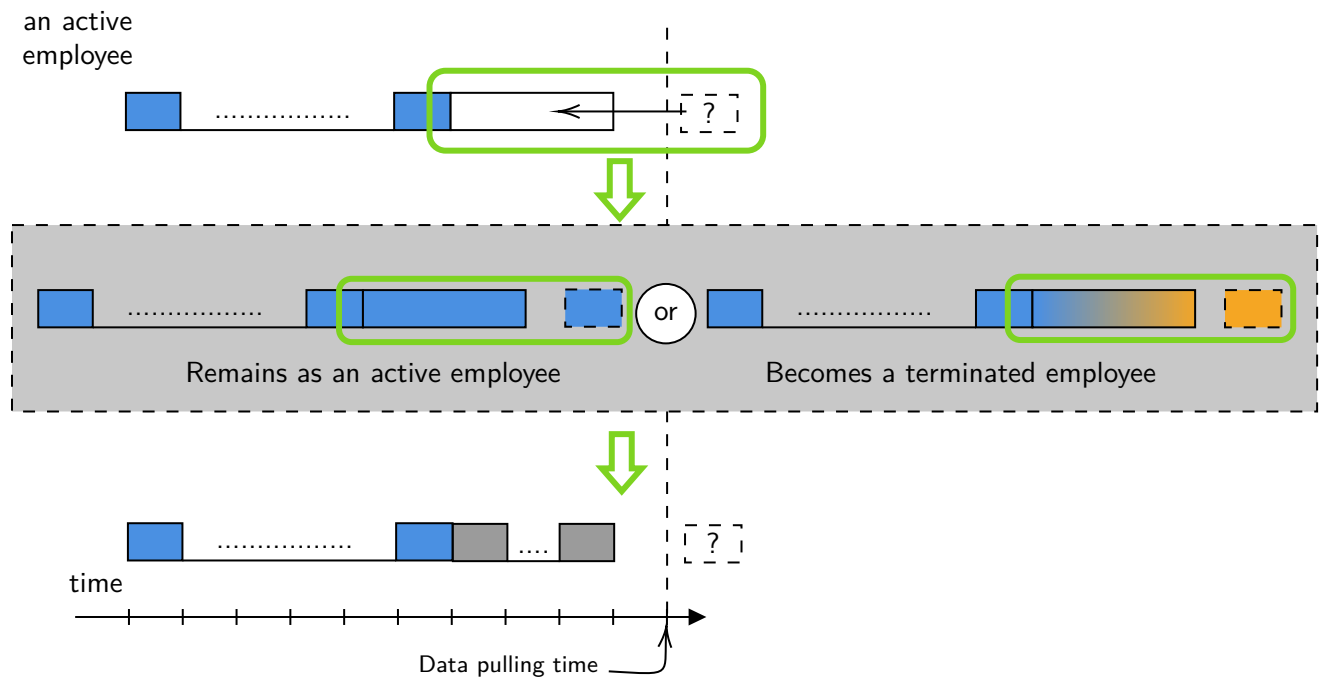 an active
employee
.................
?
.................
or
.................
Remains as an active employee
Becomes a terminated employee
.................
....
?
time
Data pulling time